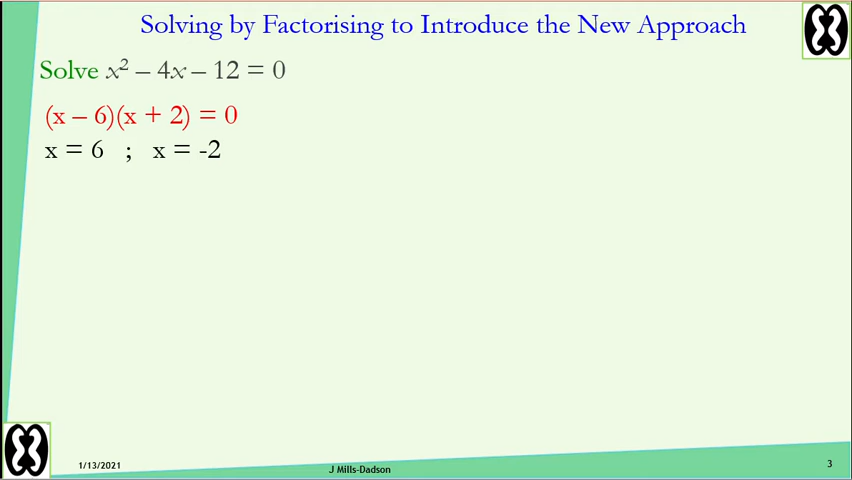 Solving by Factorising to Introduce the New Approach
Solve x² – 4x – 12 = 0
(x – 6)(x + 2) = 0
x = 6 ; x = -2
1/13/2021
J Mills-Dadson
3